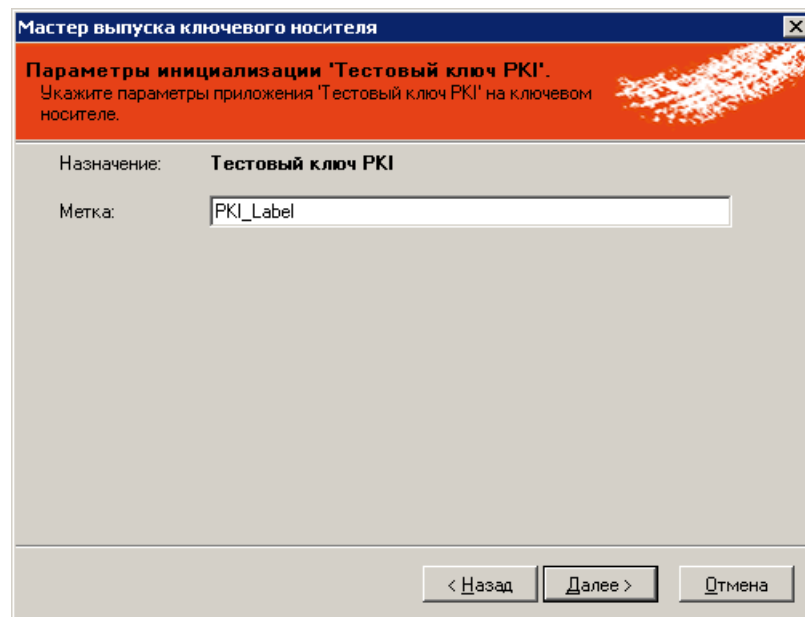 Мастер выпуска ключевого носителя
Параметры инициализации 'Тестовый ключ PKI'.
Укажите параметры приложения 'Тестовый ключ PKI' на ключевом
носителе.
Назначение: Тестовый ключ PKI
Метка: PKI_Label
< Назад Далее > Отмена